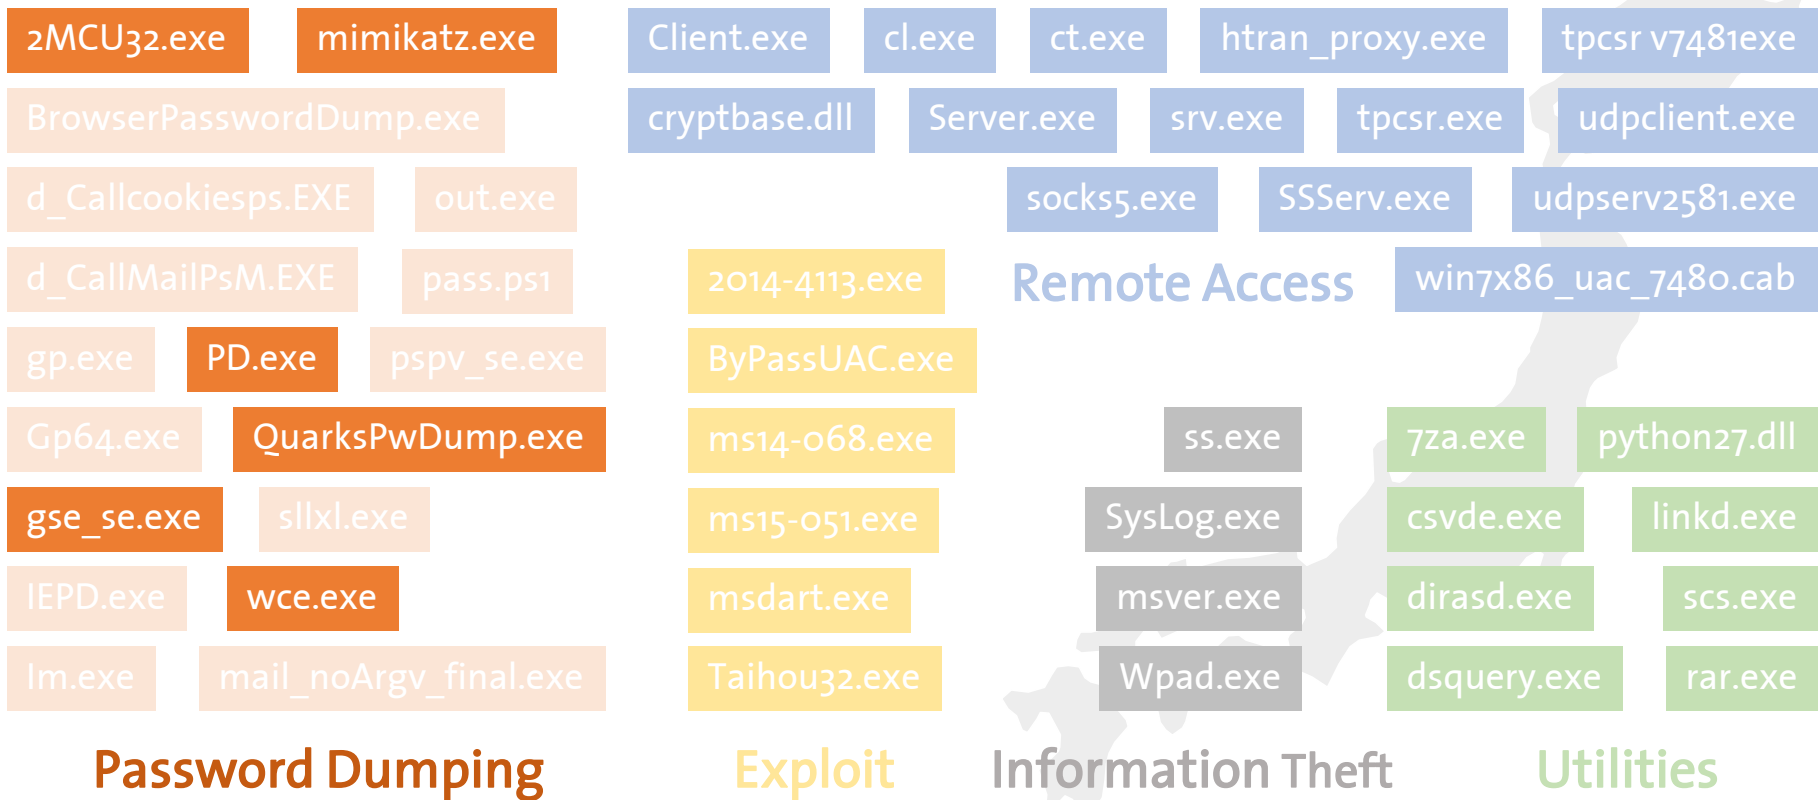 2MCU32.exe mimikatz.exe
BrowserPasswordDump.exe
d_Callcookiesps.EXE out.exe
d_CallMailPsM.EXE pass.ps1
gp.exe PD.exe pspv_se.exe
Gp64.exe QuarksPwDump.exe
gse_se.exe sllxl.exe
IEPD.exe wce.exe
Im.exe mail_noArgv_final.exe
Password Dumping
Client.exe cl.exe ct.exe htran_proxy.exe tpcsr v7481exe
cryptbase.dll Server.exe srv.exe tpcsr.exe udpclient.exe
socks5.exe SSServ.exe udpserv2581.exe
Remote Access win7x86_uac_7480.cab
2014-4113.exe
ByPassUAC.exe
ms14-068.exe
ms15-051.exe
msdart.exe
Taihou32.exe
Exploit
ss.exe
SysLog.exe
msver.exe
Wpad.exe
Information Theft
7za.exe python27.dll
csvde.exe linkd.exe
dirasd.exe scs.exe
dsquery.exe rar.exe
Utilities